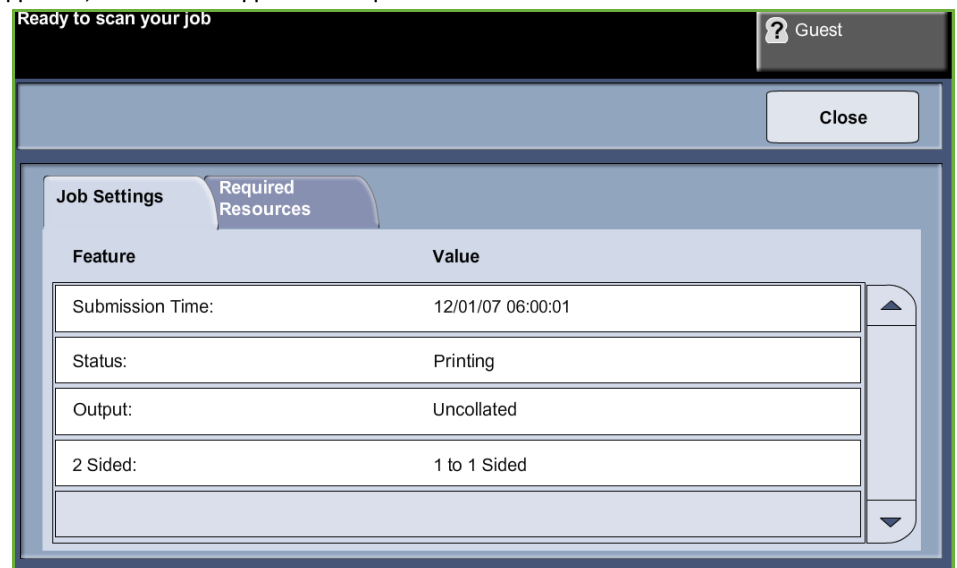 Ready to scan your job
? Guest
Close
Job Settings
Required
Resources
Feature Value
Submission Time: 12/01/07 06:00:01
Status: Printing
Output: Uncollated
2 Sided: 1 to 1 Sided